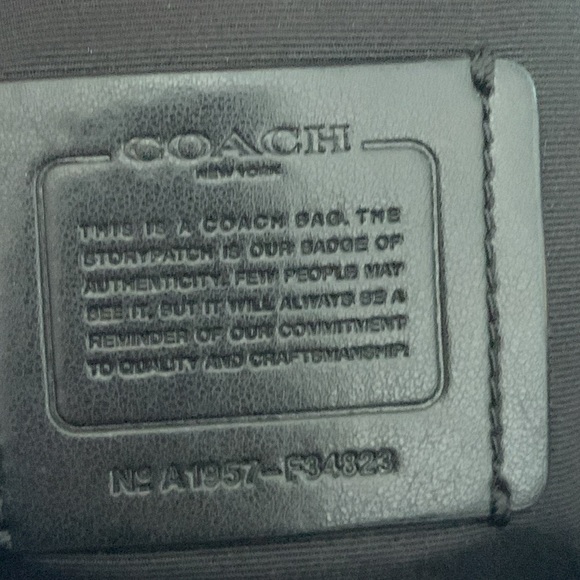 COACH
NEW YORK
THIS IS A COACH BAG. THE
STORYPATCH IS OUR BADGE OF
AUTHENTICITY. FEW PEOPLE MAY
SEE IT, BUT IT WILL ALWAYS BE A
REMINDER OF OUR COMMITMENT
TO QUALITY AND CRAFTSMANSHIP.
Nº A1957-F34823